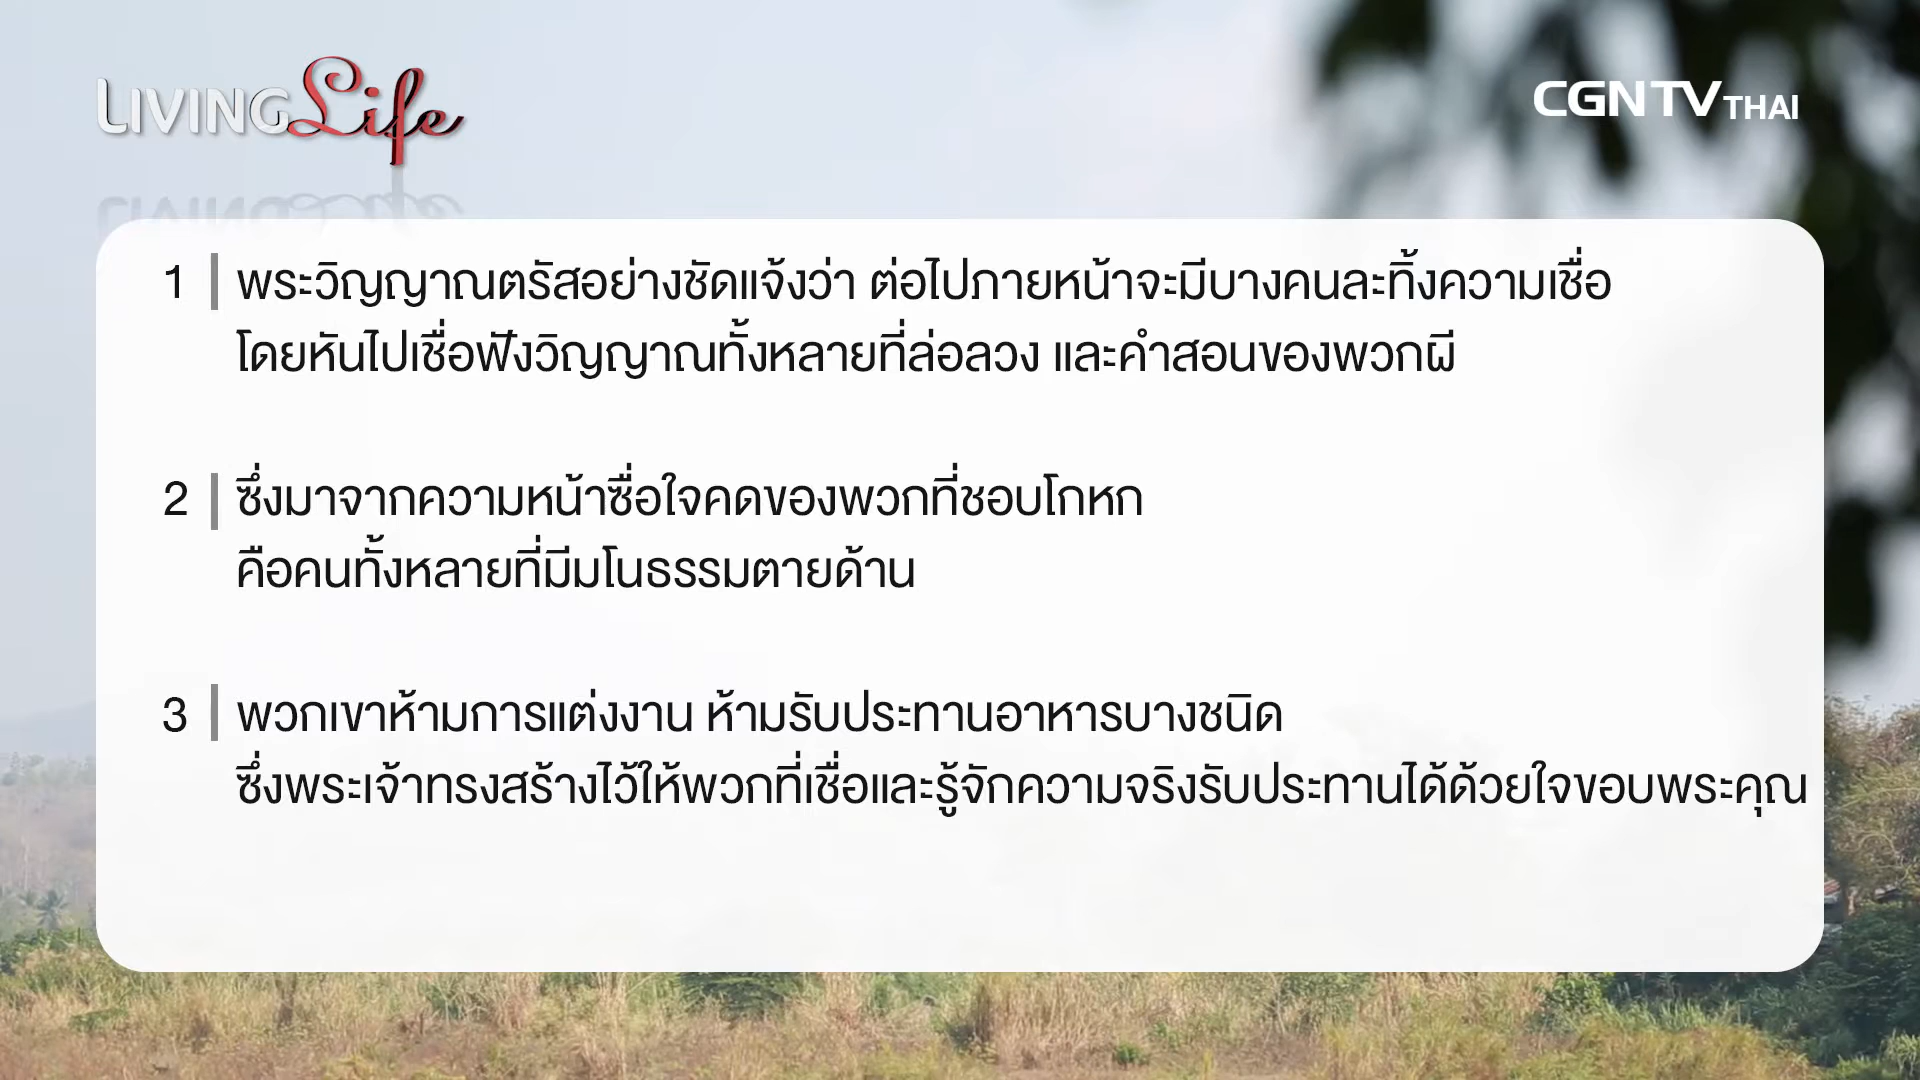 LIVING Life
CGNTV THAI
1 พระวิญญาณตรัสอย่างชัดแจ้งว่า ต่อไปภายหน้าจะมีบางคนละทิ้งความเชื่อ
โดยหันไปเชื่อฟังวิญญาณทั้งหลายที่ล่อลวง และคำสอนของพวกผี
2 ซึ่งมาจากความหน้าซื่อใจคดของพวกที่ชอบโกหก
คือคนทั้งหลายที่มีมโนธรรมตายด้าน
3 พวกเขาห้ามการแต่งงาน ห้ามรับประทานอาหารบางชนิด
ซึ่งพระเจ้าทรงสร้างไว้ให้พวกที่เชื่อและรู้จักความจริงรับประทานได้ด้วยใจขอบพระคุณ